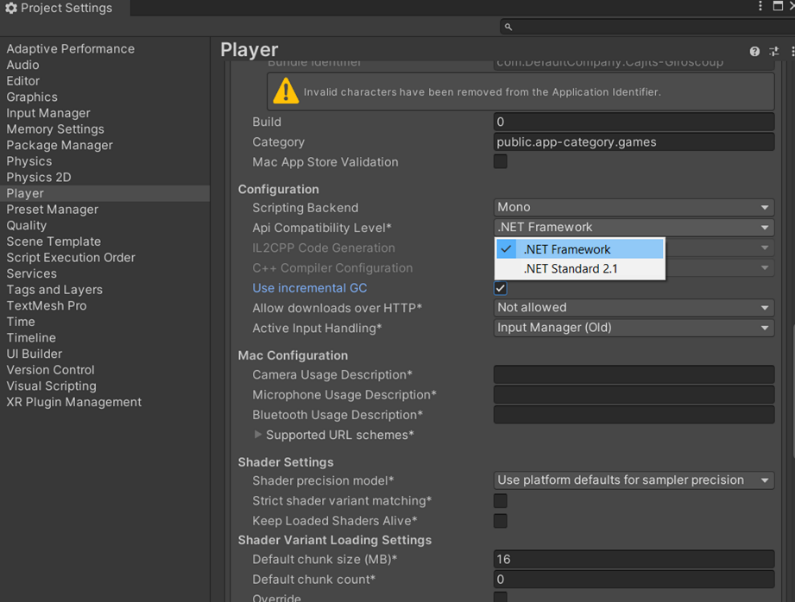 Project Settings
Adaptive Performance
Audio
Editor
Graphics
Input Manager
Memory Settings
Package Manager
Physics
Physics 2D
Player
Preset Manager
Quality
Scene Template
Script Execution Order
Services
Tags and Layers
TextMesh Pro
Time
Timeline
UI Builder
Version Control
Visual Scripting
XR Plugin Management
Player
Bundle Identifier com.DefaultCompany.Cajits-Giroscoup
Invalid characters have been removed from the Application Identifier.
Build 0
Category public.app-category.games
Mac App Store Validation
Configuration
Scripting Backend Mono
Api Compatibility Level* .NET Framework
IL2CPP Code Generation .NET Framework
C++ Compiler Configuration .NET Standard 2.1
Use incremental GC
Allow downloads over HTTP* Not allowed
Active Input Handling* Input Manager (Old)
Mac Configuration
Camera Usage Description*
Microphone Usage Description*
Bluetooth Usage Description*
Supported URL schemes*
Shader Settings
Shader precision model* Use platform defaults for sampler precision
Strict shader variant matching*
Keep Loaded Shaders Alive*
Shader Variant Loading Settings
Default chunk size (MB)* 16
Default chunk count* 0
Override